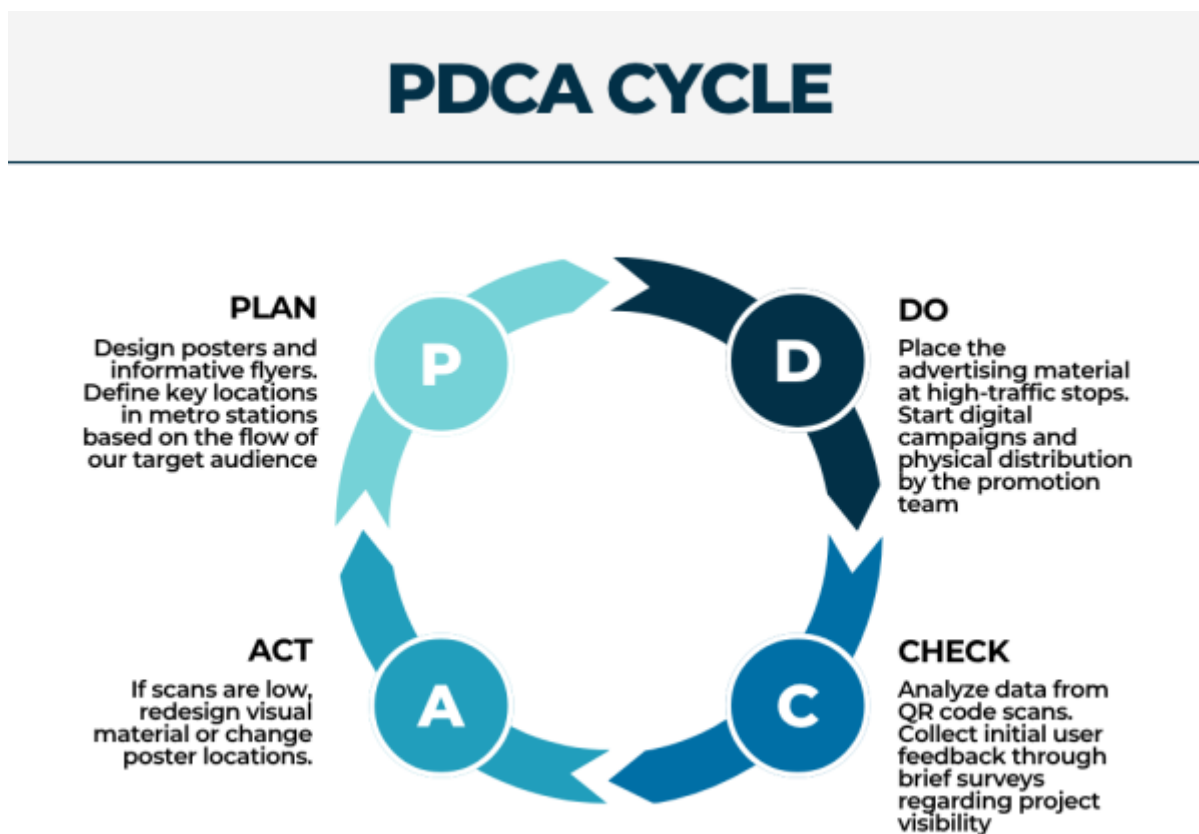 PDCA CYCLE
PLAN
Design posters and
informative flyers.
Define key locations
in metro stations
based on the flow of
our target audience
P
D
DO
Place the
advertising material
at high-traffic stops.
Start digital
campaigns and
physical distribution
by the promotion
team
ACT
If scans are low,
redesign visual
material or change
poster locations.
A
C
CHECK
Analyze data from
QR code scans.
Collect initial user
feedback through
brief surveys
regarding project
visibility